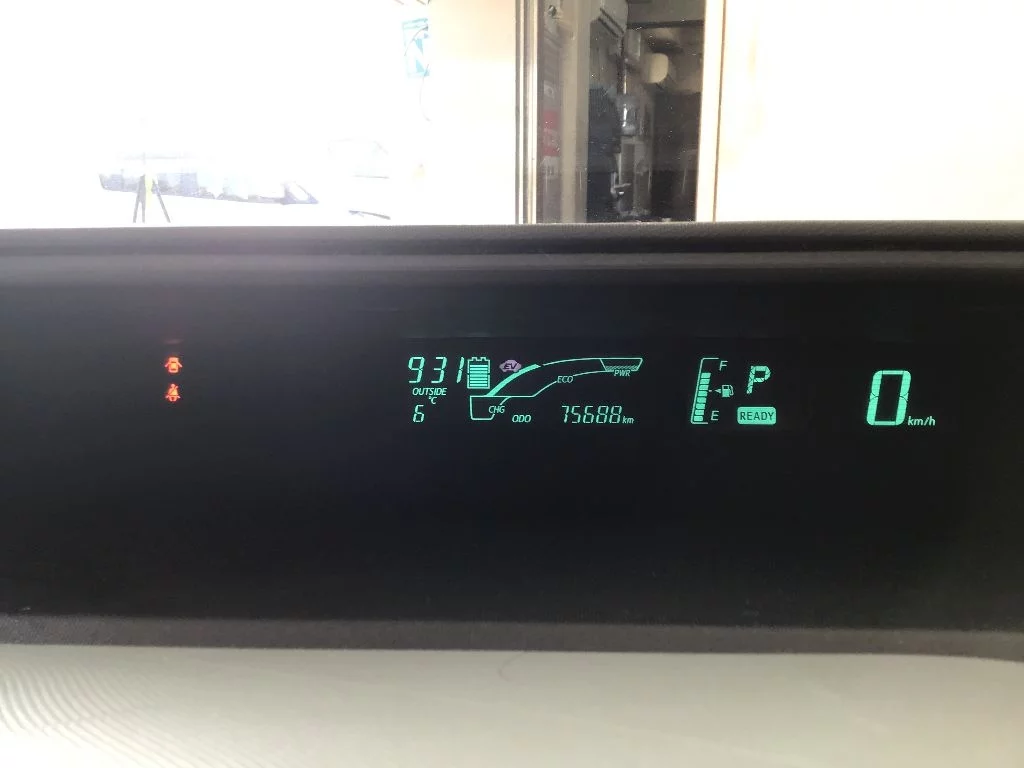 931
EV
ECO
PWR
OUTSIDE
°C
6
CHG
ODO
75688 km
F
E
P
READY
0 km/h